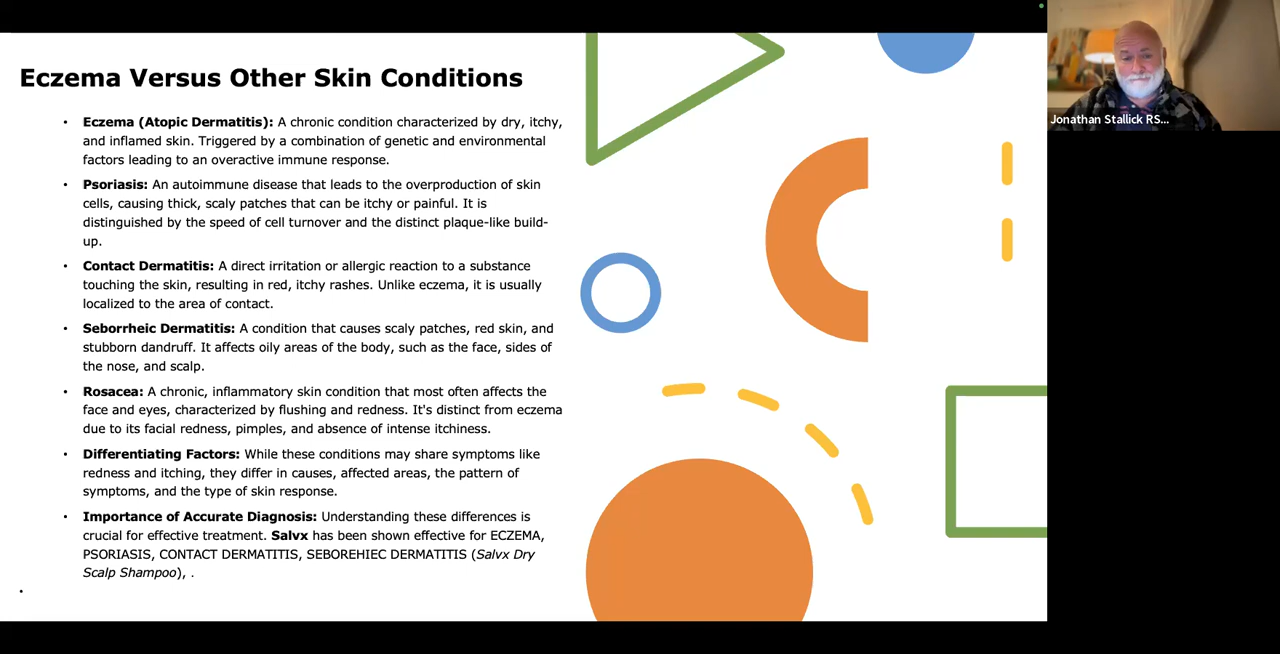 Eczema Versus Other Skin Conditions
• Eczema (Atopic Dermatitis): A chronic condition characterized by dry, itchy,
and inflamed skin. Triggered by a combination of genetic and environmental
factors leading to an overactive immune response.
• Psoriasis: An autoimmune disease that leads to the overproduction of skin
cells, causing thick, scaly patches that can be itchy or painful. It is
distinguished by the speed of cell turnover and the distinct plaque-like build-
up.
• Contact Dermatitis: A direct irritation or allergic reaction to a substance
touching the skin, resulting in red, itchy rashes. Unlike eczema, it is usually
localized to the area of contact.
• Seborrheic Dermatitis: A condition that causes scaly patches, red skin, and
stubborn dandruff. It affects oily areas of the body, such as the face, sides of
the nose, and scalp.
• Rosacea: A chronic, inflammatory skin condition that most often affects the
face and eyes, characterized by flushing and redness. It's distinct from eczema
due to its facial redness, pimples, and absence of intense itchiness.
• Differentiating Factors: While these conditions may share symptoms like
redness and itching, they differ in causes, affected areas, the pattern of
symptoms, and the type of skin response.
• Importance of Accurate Diagnosis: Understanding these differences is
crucial for effective treatment. Salvx has been shown effective for ECZEMA,
PSORIASIS, CONTACT DERMATITIS, SEBOREHIEC DERMATITIS (Salvx Dry
Scalp Shampoo), .
•
Jonathan Stallick RS...